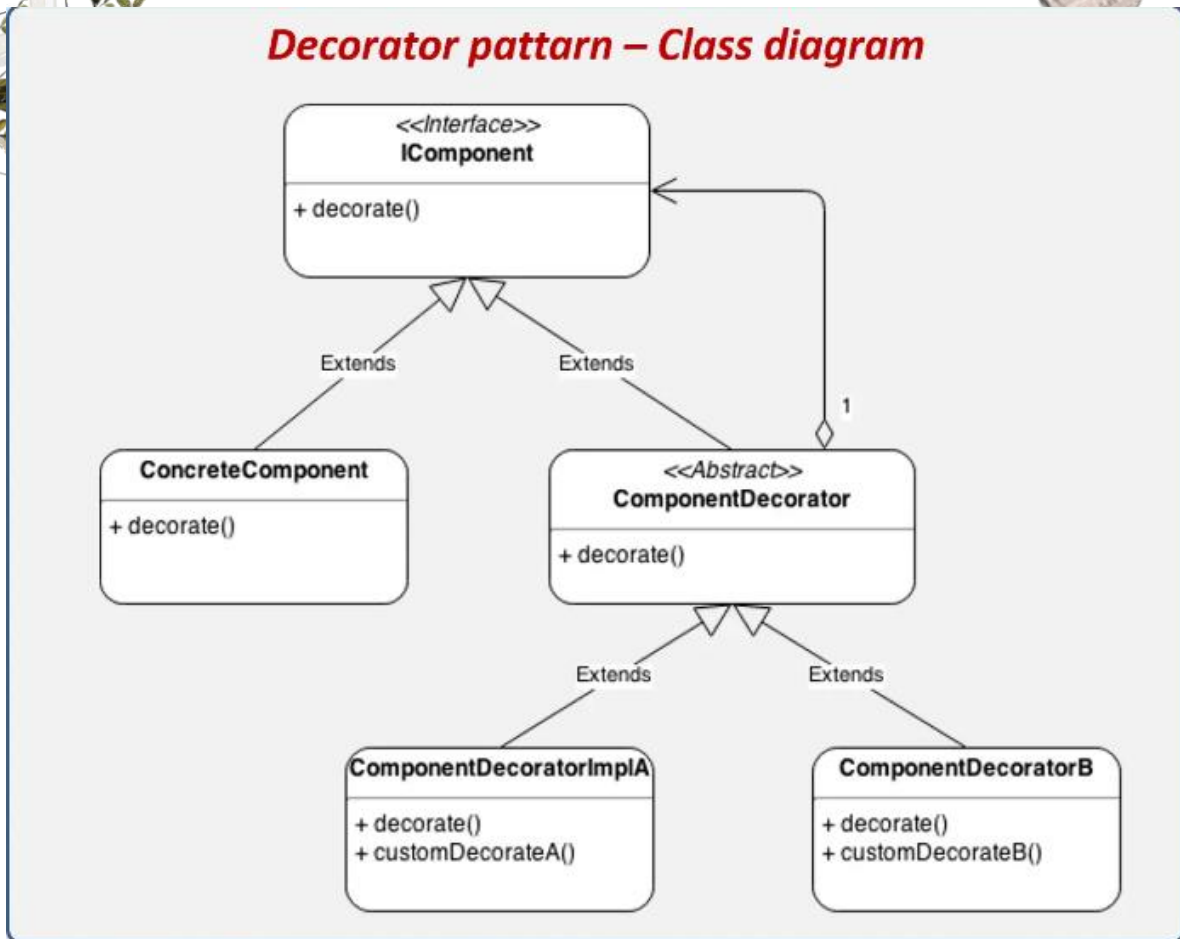 Decorator pattarn – Class diagram
<<Interface>>
IComponent
+ decorate()
Extends
Extends
1
ConcreteComponent
+ decorate()
<<Abstract>>
ComponentDecorator
+ decorate()
Extends
Extends
ComponentDecoratorImplA
+ decorate()
+ customDecorateA()
ComponentDecoratorB
+ decorate()
+ customDecorateB()